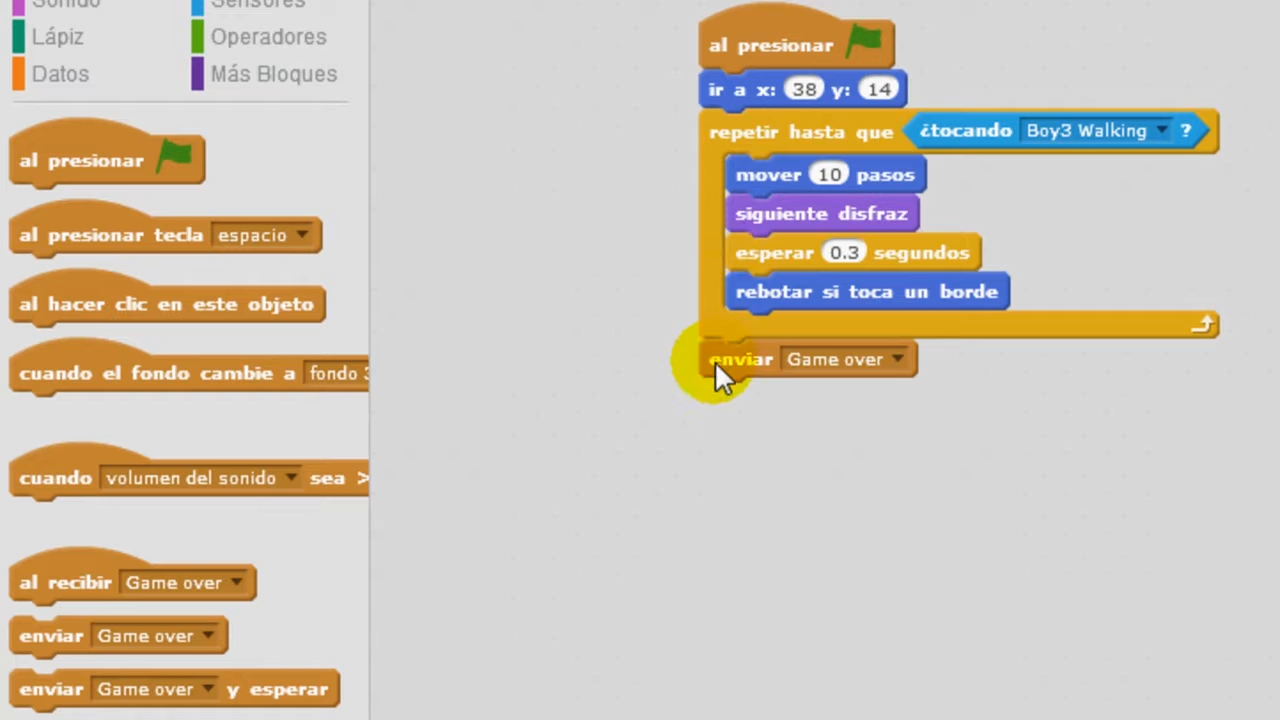 Sonido
Sensores
Lápiz
Operadores
Datos
Más Bloques
al presionar
al presionar tecla espacio
al hacer clic en este objeto
cuando el fondo cambie a fondo
cuando volumen del sonido sea >
al recibir Game over
enviar Game over
enviar Game over y esperar
al presionar
ir a x: 38 y: 14
repetir hasta que ¿tocando Boy3 Walking ?
mover 10 pasos
siguiente disfraz
esperar 0.3 segundos
rebotar si toca un borde
enviar Game over